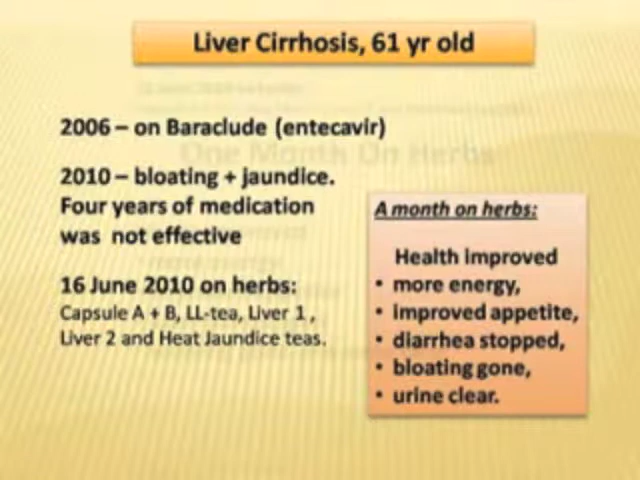 Liver Cirrhosis, 61 yr old
2006 – on Baraclude (entecavir)
One Month On Herbs
2010 – bloating + jaundice.
Four years of medication
was  not effective
16 June 2010 on herbs:
Capsule A + B, LL-tea, Liver 1 ,
Liver 2 and Heat Jaundice teas.
A month on herbs:
Health improved
• more energy,
• improved appetite,
• diarrhea stopped,
• bloating gone,
• urine clear.